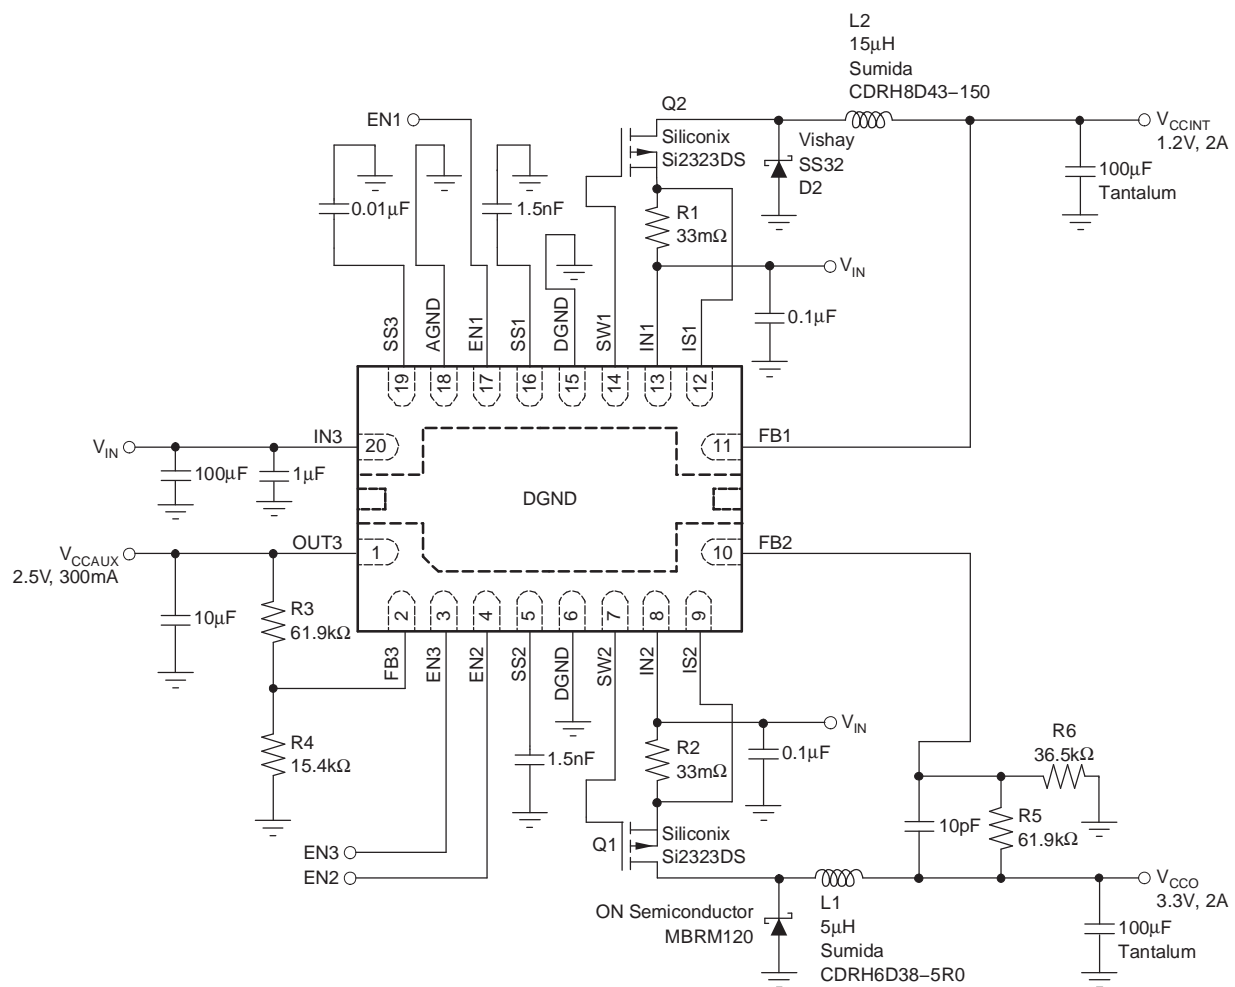 L2
15μH
Sumida
CDRH8D43−150
Q2
EN1
Siliconix
Si2323DS
Vishay
SS32
D2
VCCINT
1.2V, 2A
100μF
Tantalum
0.01μF
1.5nF
R1
33mΩ
VIN
0.1μF
SS3
AGND
EN1
SS1
DGND
SW1
IN1
IS1
19
18
17
16
15
14
13
12
VIN
IN3
20
11
FB1
100μF
1μF
DGND
VCCAUX
2.5V, 300mA
OUT3
1
10
FB2
10μF
R3
61.9kΩ
2
3
4
5
6
7
8
9
FB3
EN3
EN2
SS2
DGND
SW2
IN2
IS2
R4
15.4kΩ
1.5nF
R2
33mΩ
VIN
0.1μF
R6
36.5kΩ
10pF
R5
61.9kΩ
Q1
Siliconix
Si2323DS
EN3
EN2
ON Semiconductor
MBRM120
L1
5μH
Sumida
CDRH6D38−5R0
VCCO
3.3V, 2A
100μF
Tantalum